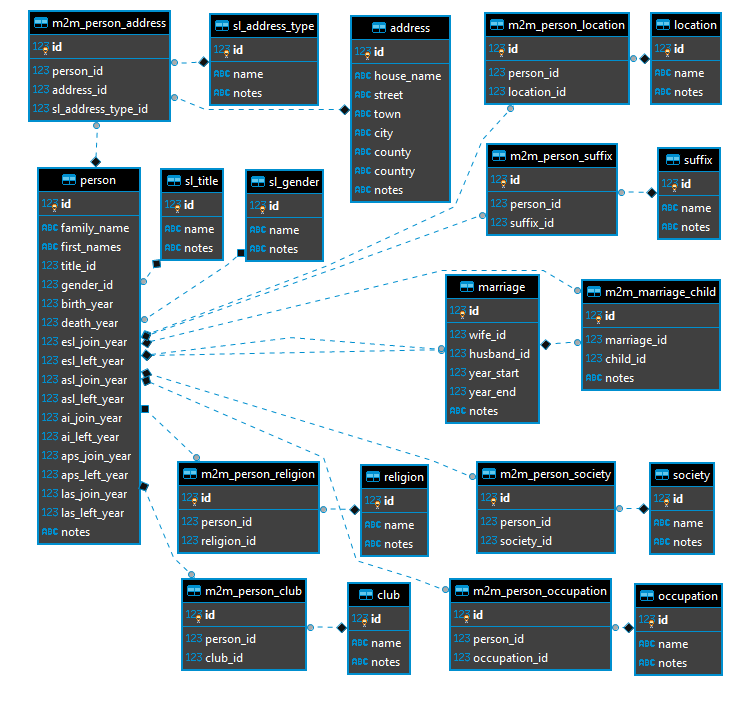 m2m_person_address
123 id
123 person_id
123 address_id
123 sl_address_type_id
sl_address_type
123 id
ABC name
ABC notes
address
123 id
ABC house_name
ABC street
ABC town
ABC city
ABC county
ABC country
ABC notes
m2m_person_location
123 id
123 person_id
123 location_id
location
123 id
ABC name
ABC notes
m2m_person_suffix
123 id
123 person_id
123 suffix_id
suffix
123 id
ABC name
ABC notes
person
123 id
ABC family_name
ABC first_names
123 title_id
123 gender_id
123 birth_year
123 death_year
123 esl_join_year
123 esl_left_year
123 asl_join_year
123 asl_left_year
123 ai_join_year
123 ai_left_year
123 aps_join_year
123 aps_left_year
123 las_join_year
123 las_left_year
ABC notes
sl_title
123 id
ABC name
ABC notes
sl_gender
123 id
ABC name
ABC notes
marriage
123 id
123 wife_id
123 husband_id
123 year_start
123 year_end
ABC notes
m2m_marriage_child
123 id
123 marriage_id
123 child_id
ABC notes
m2m_person_religion
123 id
123 person_id
123 religion_id
religion
123 id
ABC name
ABC notes
m2m_person_society
123 id
123 person_id
123 society_id
society
123 id
ABC name
ABC notes
m2m_person_club
123 id
123 person_id
123 club_id
club
123 id
ABC name
ABC notes
m2m_person_occupation
123 id
123 person_id
123 occupation_id
occupation
123 id
ABC name
ABC notes